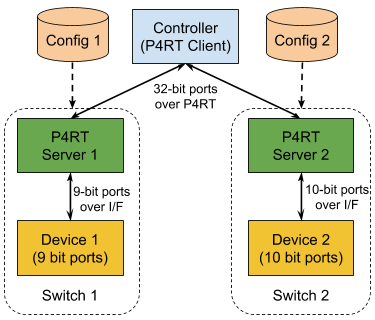 Config 1
Controller
(P4RT Client)
Config 2
32-bit ports
over P4RT
P4RT
Server 1
P4RT
Server 2
9-bit ports
over I/F
10-bit ports
over I/F
Device 1
(9 bit ports)
Device 2
(10 bit ports)
Switch 1
Switch 2